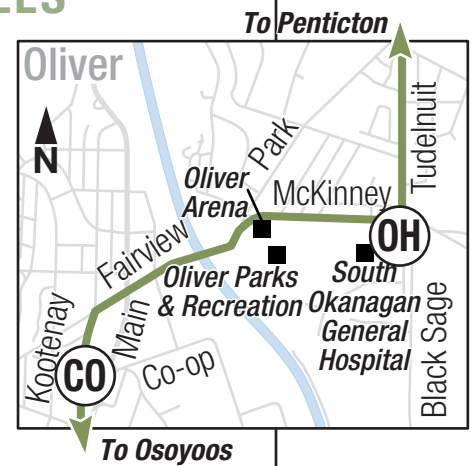 LES
To Penticton
Oliver
N
Park
Tudelnuit
Oliver
Arena
McKinney
OH
Fairview
Oliver Parks
& Recreation
South
Okanagan
General
Hospital
Black Sage
Kootenay
Main
CO
Co-op
To Osoyoos